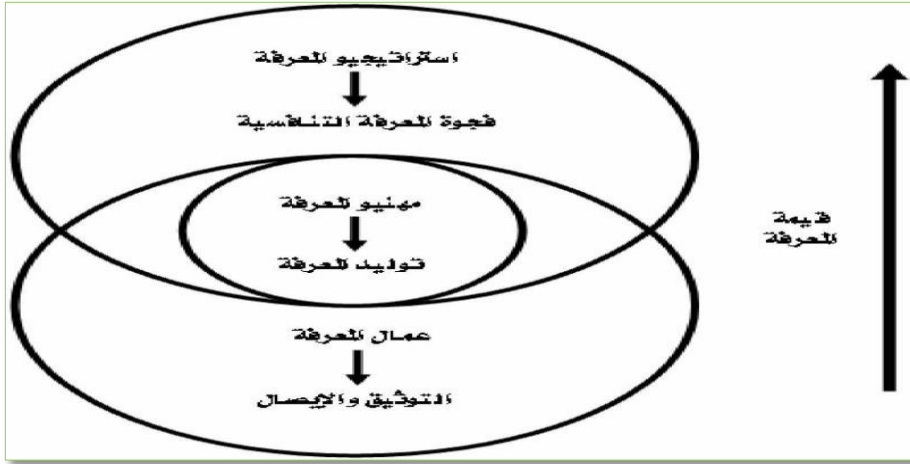 استراتيجيو المعرفة
فجوة المعرفة التنافسية
مهنيو المعرفة
توليد المعرفة
عمال المعرفة
التوثيق والإيصال
قيمة
المعرفة